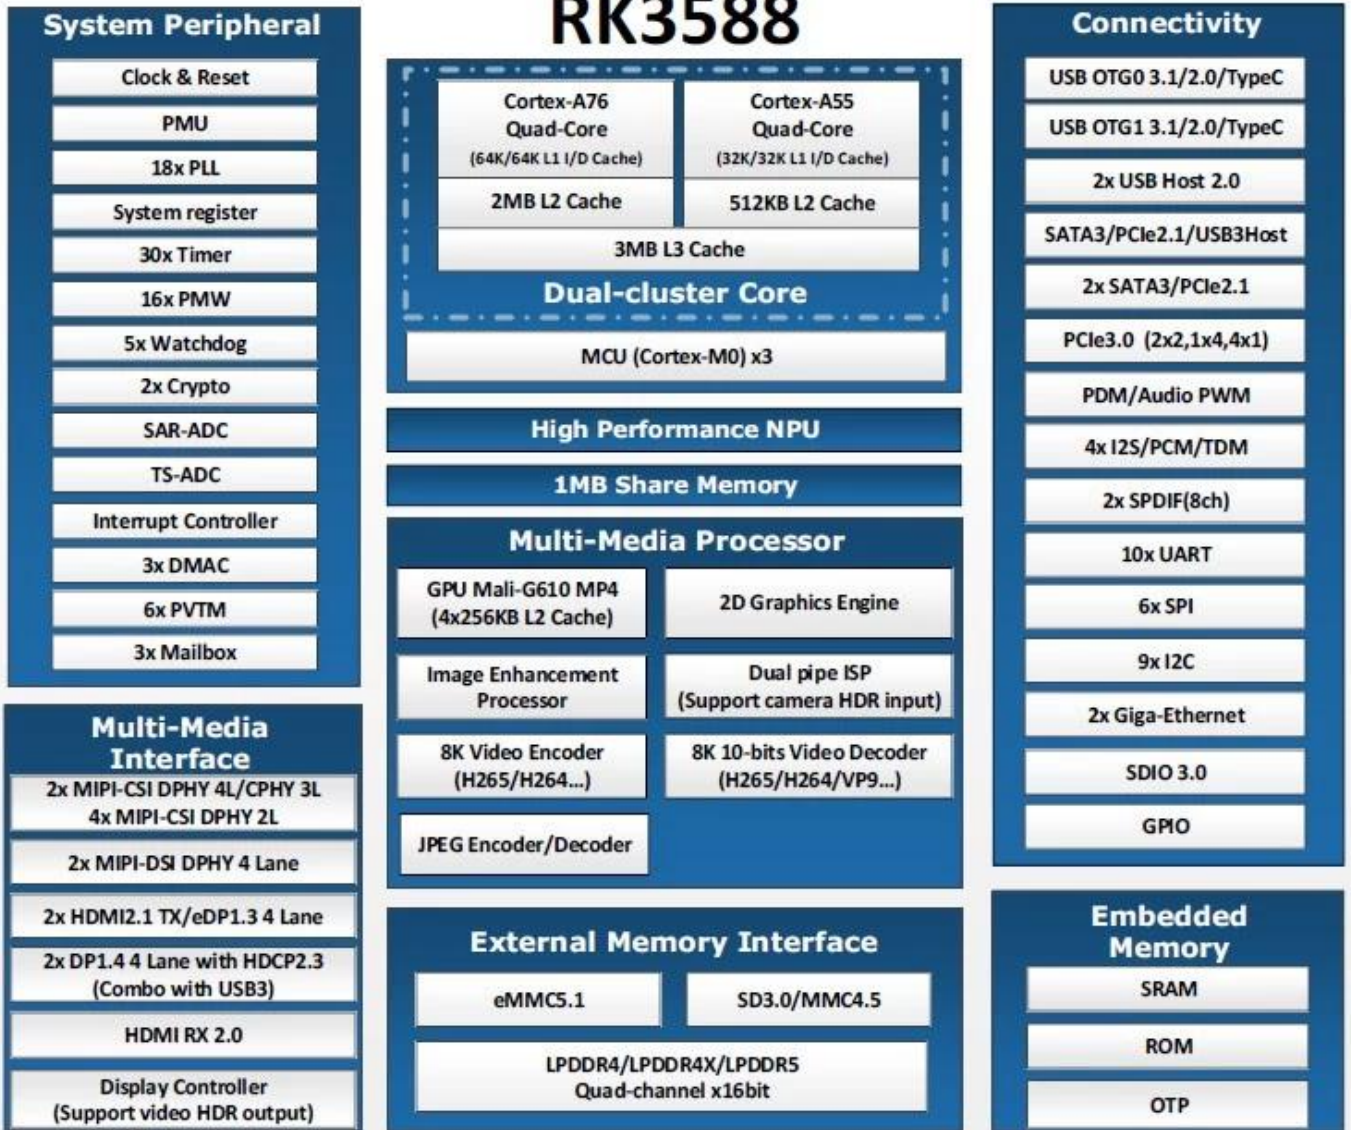 RK3588
System Peripheral
Clock & Reset
PMU
18x PLL
System register
30x Timer
16x PMW
5x Watchdog
2x Crypto
SAR-ADC
TS-ADC
Interrupt Controller
3x DMAC
6x PVTM
3x Mailbox
Multi-Media
Interface
2x MIPI-CSI DPHY 4L/CPHY 3L
4x MIPI-CSI DPHY 2L
2x MIPI-DSI DPHY 4 Lane
2x HDMI2.1 TX/eDP1.3 4 Lane
2x DP1.4 4 Lane with HDCP2.3
(Combo with USB3)
HDMI RX 2.0
Display Controller
(Support video HDR output)
Cortex-A76
Quad-Core
(64K/64K L1 I/D Cache)
2MB L2 Cache
Cortex-A55
Quad-Core
(32K/32K L1 I/D Cache)
512KB L2 Cache
3MB L3 Cache
Dual-cluster Core
MCU (Cortex-M0) x3
High Performance NPU
1MB Share Memory
Multi-Media Processor
GPU Mali-G610 MP4
(4x256KB L2 Cache)
2D Graphics Engine
Image Enhancement
Processor
Dual pipe ISP
(Support camera HDR input)
8K Video Encoder
(H265/H264...)
8K 10-bits Video Decoder
(H265/H264/VP9...)
JPEG Encoder/Decoder
External Memory Interface
eMMC5.1
SD3.0/MMC4.5
LPDDR4/LPDDR4X/LPDDR5
Quad-channel x16bit
Connectivity
USB OTG0 3.1/2.0/TypeC
USB OTG1 3.1/2.0/TypeC
2x USB Host 2.0
SATA3/PCIe2.1/USB3Host
2x SATA3/PCIe2.1
PCIe3.0 (2x2,1x4,4x1)
PDM/Audio PWM
4x I2S/PCM/TDM
2x SPDIF(8ch)
10x UART
6x SPI
9x I2C
2x Giga-Ethernet
SDIO 3.0
GPIO
Embedded
Memory
SRAM
ROM
OTP